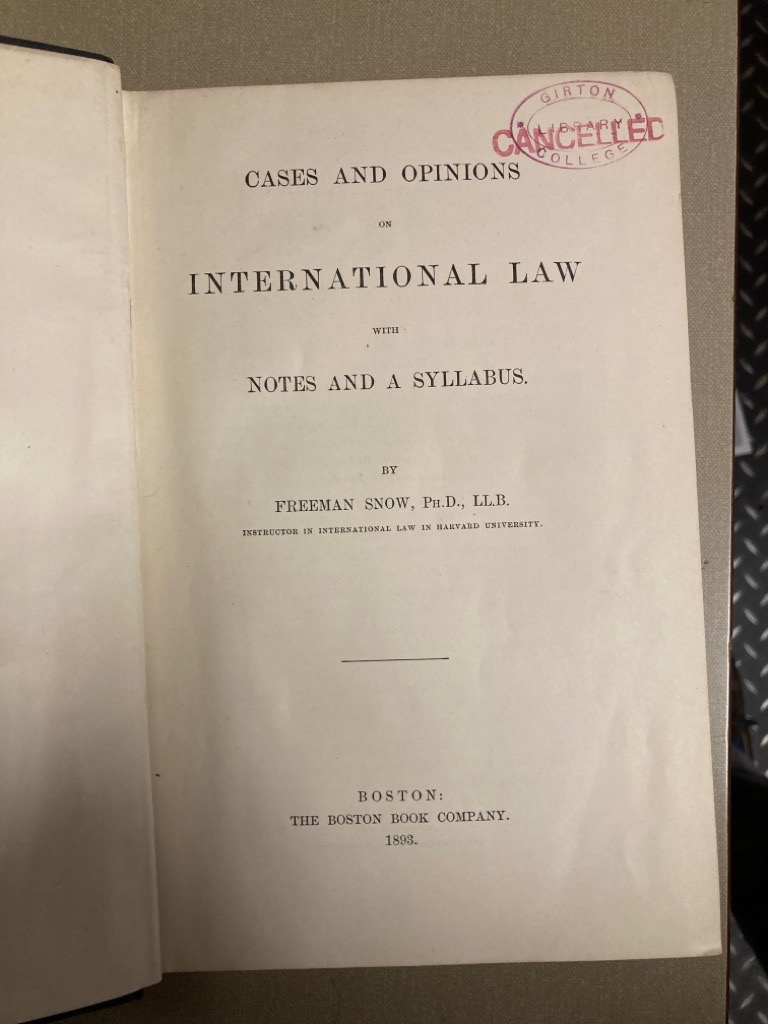 GIRTON
* LIBRARY *
COLLEGE
CANCELLED
CASES AND OPINIONS
ON
INTERNATIONAL LAW
WITH
NOTES AND A SYLLABUS.
BY
FREEMAN SNOW, PH.D., LL.B.
INSTRUCTOR IN INTERNATIONAL LAW IN HARVARD UNIVERSITY.
BOSTON:
THE BOSTON BOOK COMPANY.
1893.